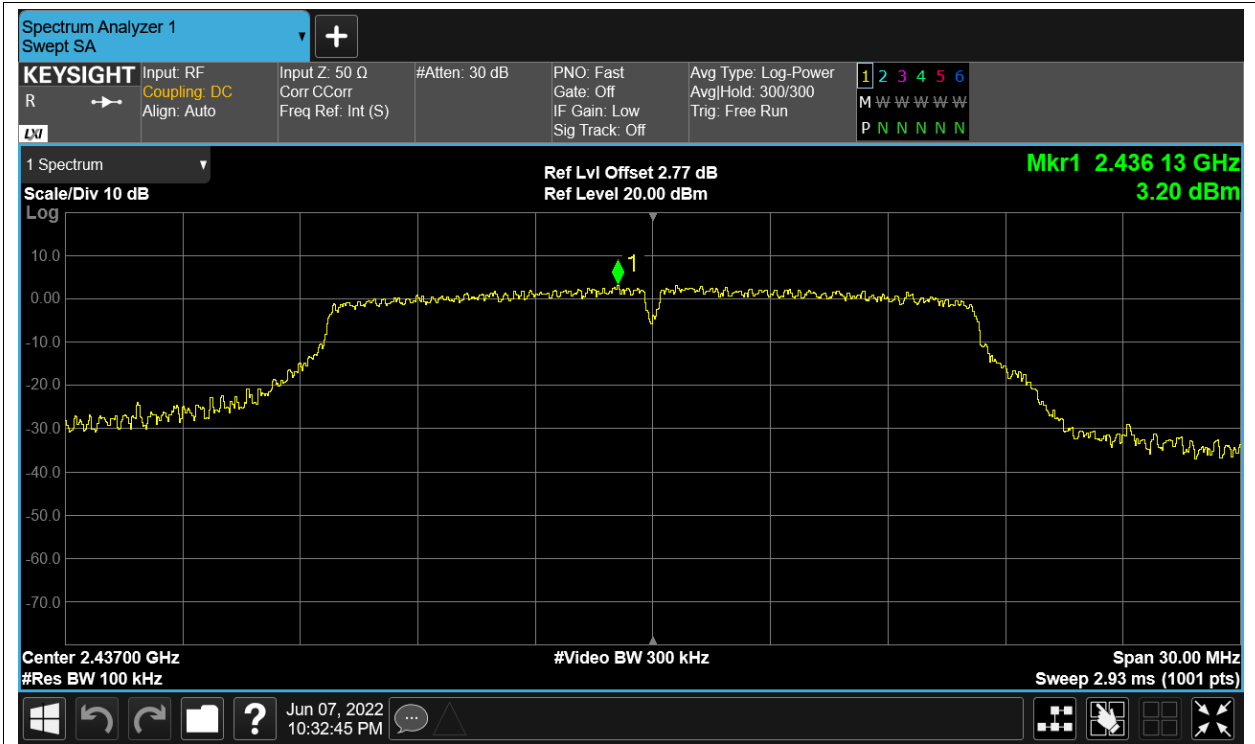 Spectrum Analyzer 1
Swept SA
KEYSIGHT
R
LXI
Input: RF
Coupling: DC
Align: Auto
Input Z: 50 Ω
Corr CCorr
Freq Ref: Int (S)
#Atten: 30 dB
PNO: Fast
Gate: Off
IF Gain: Low
Sig Track: Off
Avg Type: Log-Power
Avg|Hold: 300/300
Trig: Free Run
1 2 3 4 5 6
M W W W W W
P N N N N N
1 Spectrum
Scale/Div 10 dB
Log
Ref Lvl Offset 2.77 dB
Ref Level 20.00 dBm
Mkr1 2.436 13 GHz
3.20 dBm
1
10.0
0.00
-10.0
-20.0
-30.0
-40.0
-50.0
-60.0
-70.0
Center 2.43700 GHz
#Video BW 300 kHz
Span 30.00 MHz
#Res BW 100 kHz
Sweep 2.93 ms (1001 pts)
?
Jun 07, 2022
10:32:45 PM